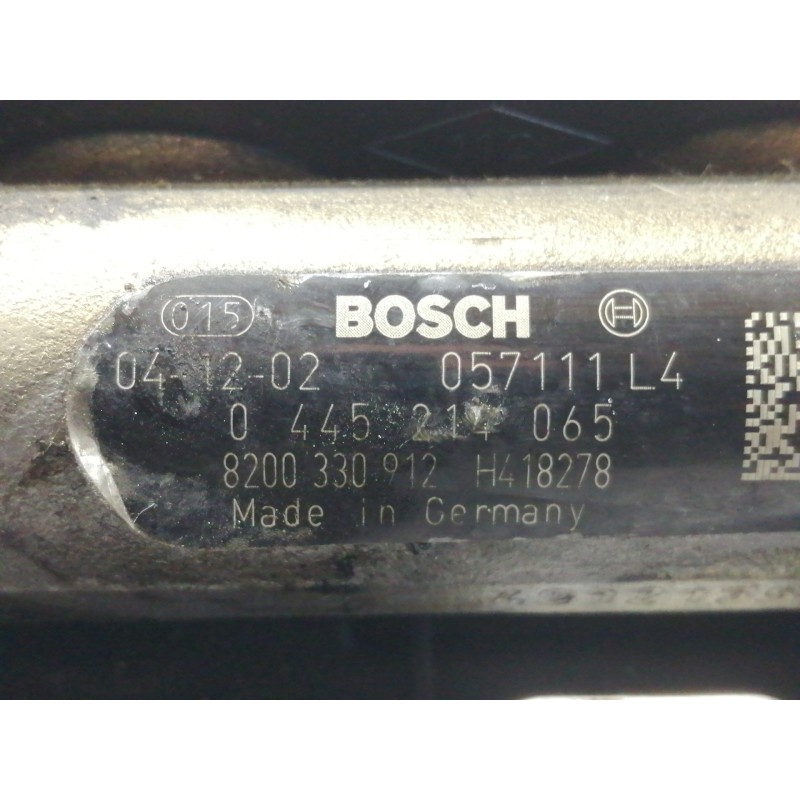 015 BOSCH
04-12-02 057111 L4
0 445 214 065
8200 330 912 H418278
Made in Germany